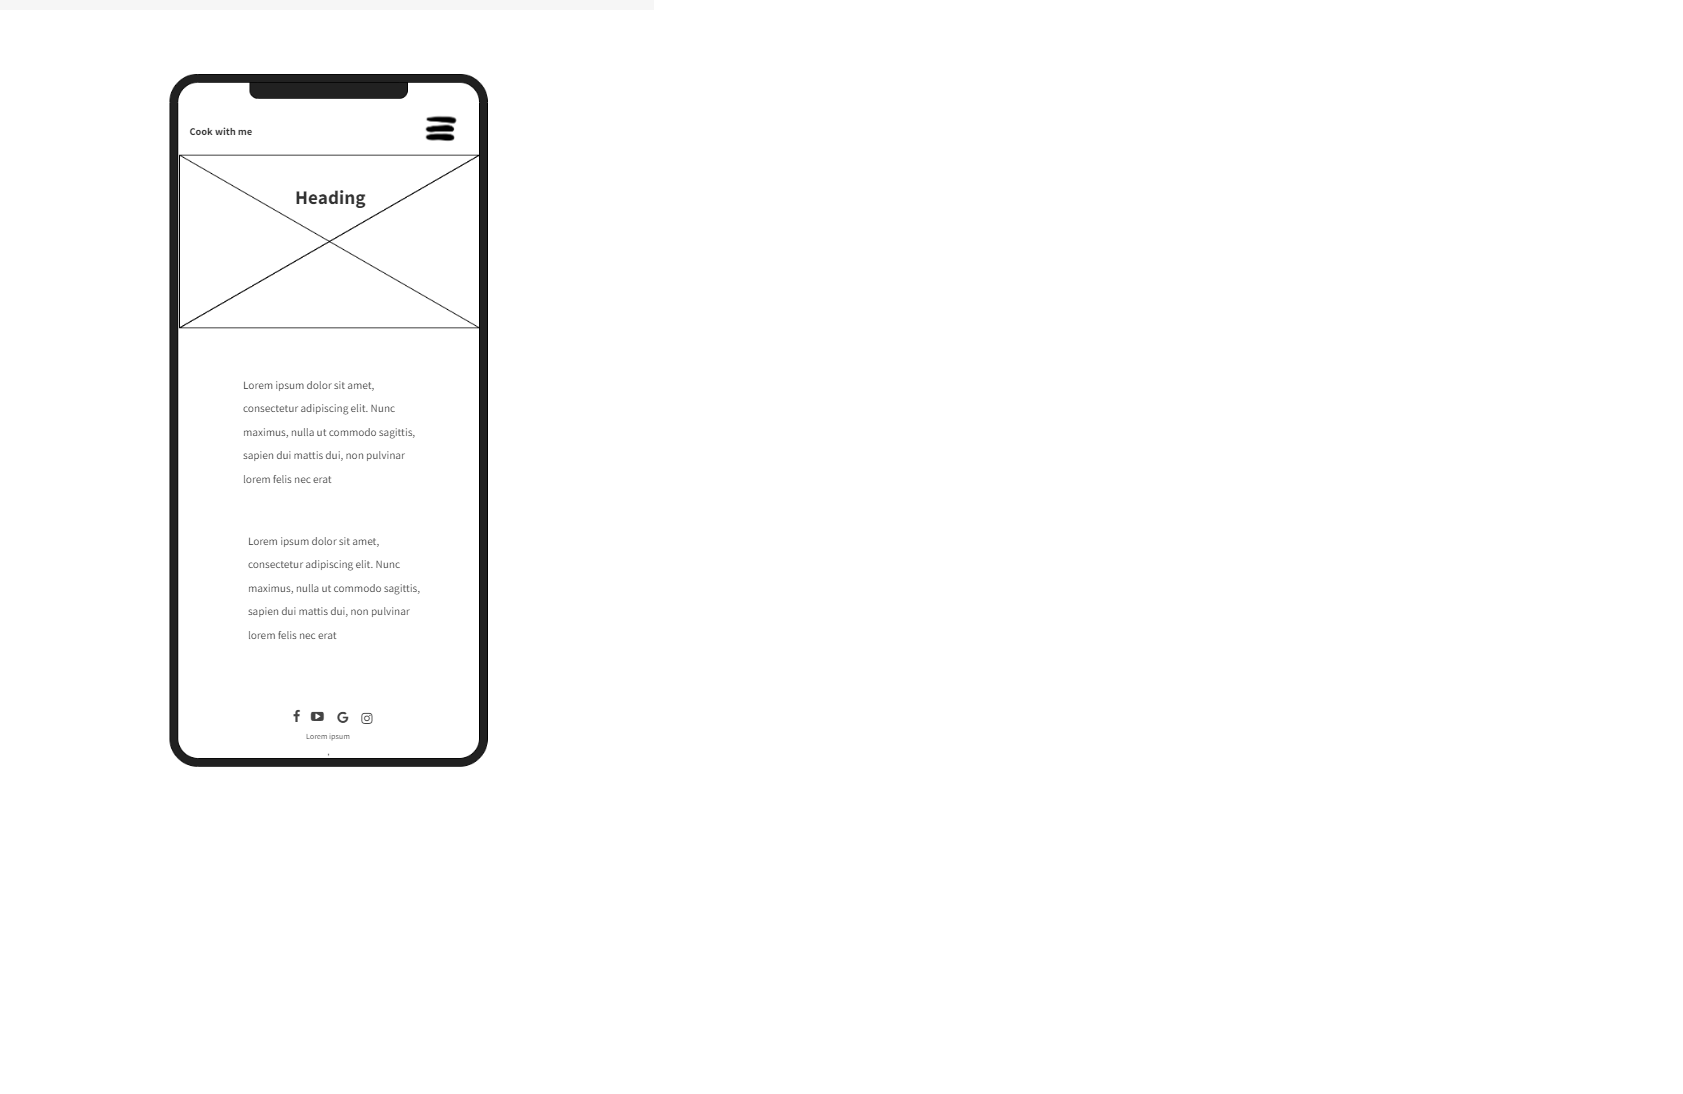 Cook with me
Heading
Lorem ipsum dolor sit amet,
consectetur adipiscing elit. Nunc
maximus, nulla ut commodo sagittis,
sapien dui mattis dui, non pulvinar
lorem felis nec erat
Lorem ipsum dolor sit amet,
consectetur adipiscing elit. Nunc
maximus, nulla ut commodo sagittis,
sapien dui mattis dui, non pulvinar
lorem felis nec erat
Lorem ipsum